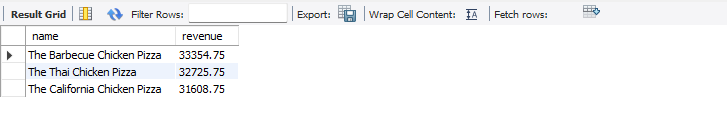 Result Grid Filter Rows: Export: Wrap Cell Content: Fetch rows:
name revenue
The Barbecue Chicken Pizza 33354.75
The Thai Chicken Pizza 32725.75
The California Chicken Pizza 31608.75